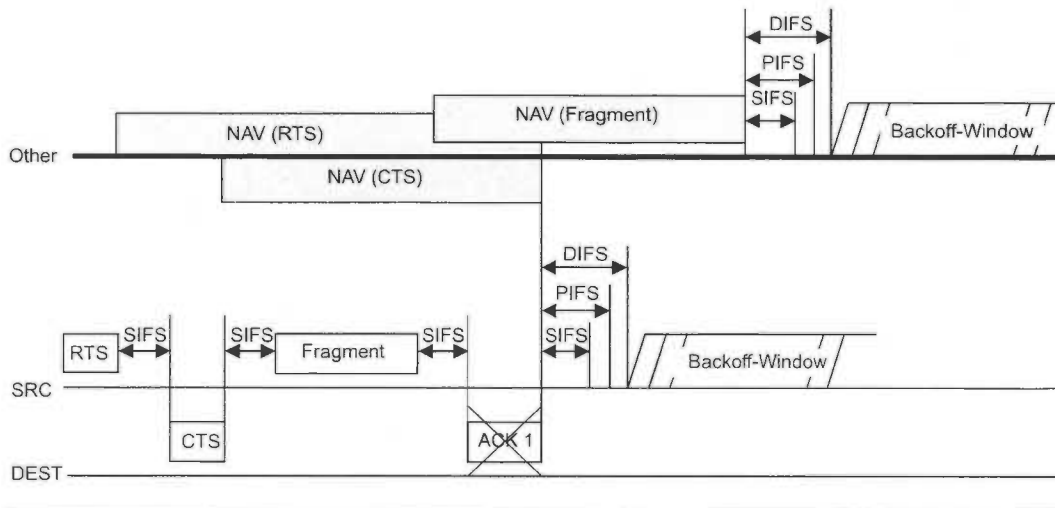 DIFS
PIFS
SIFS
NAV (Fragment)
NAV (RTS)
Backoff-Window
Other
NAV (CTS)
DIFS
PIFS
SIFS
SIFS
SIFS
SIFS
RTS
Fragment
Backoff-Window
SRC
CTS
ACK 1
DEST